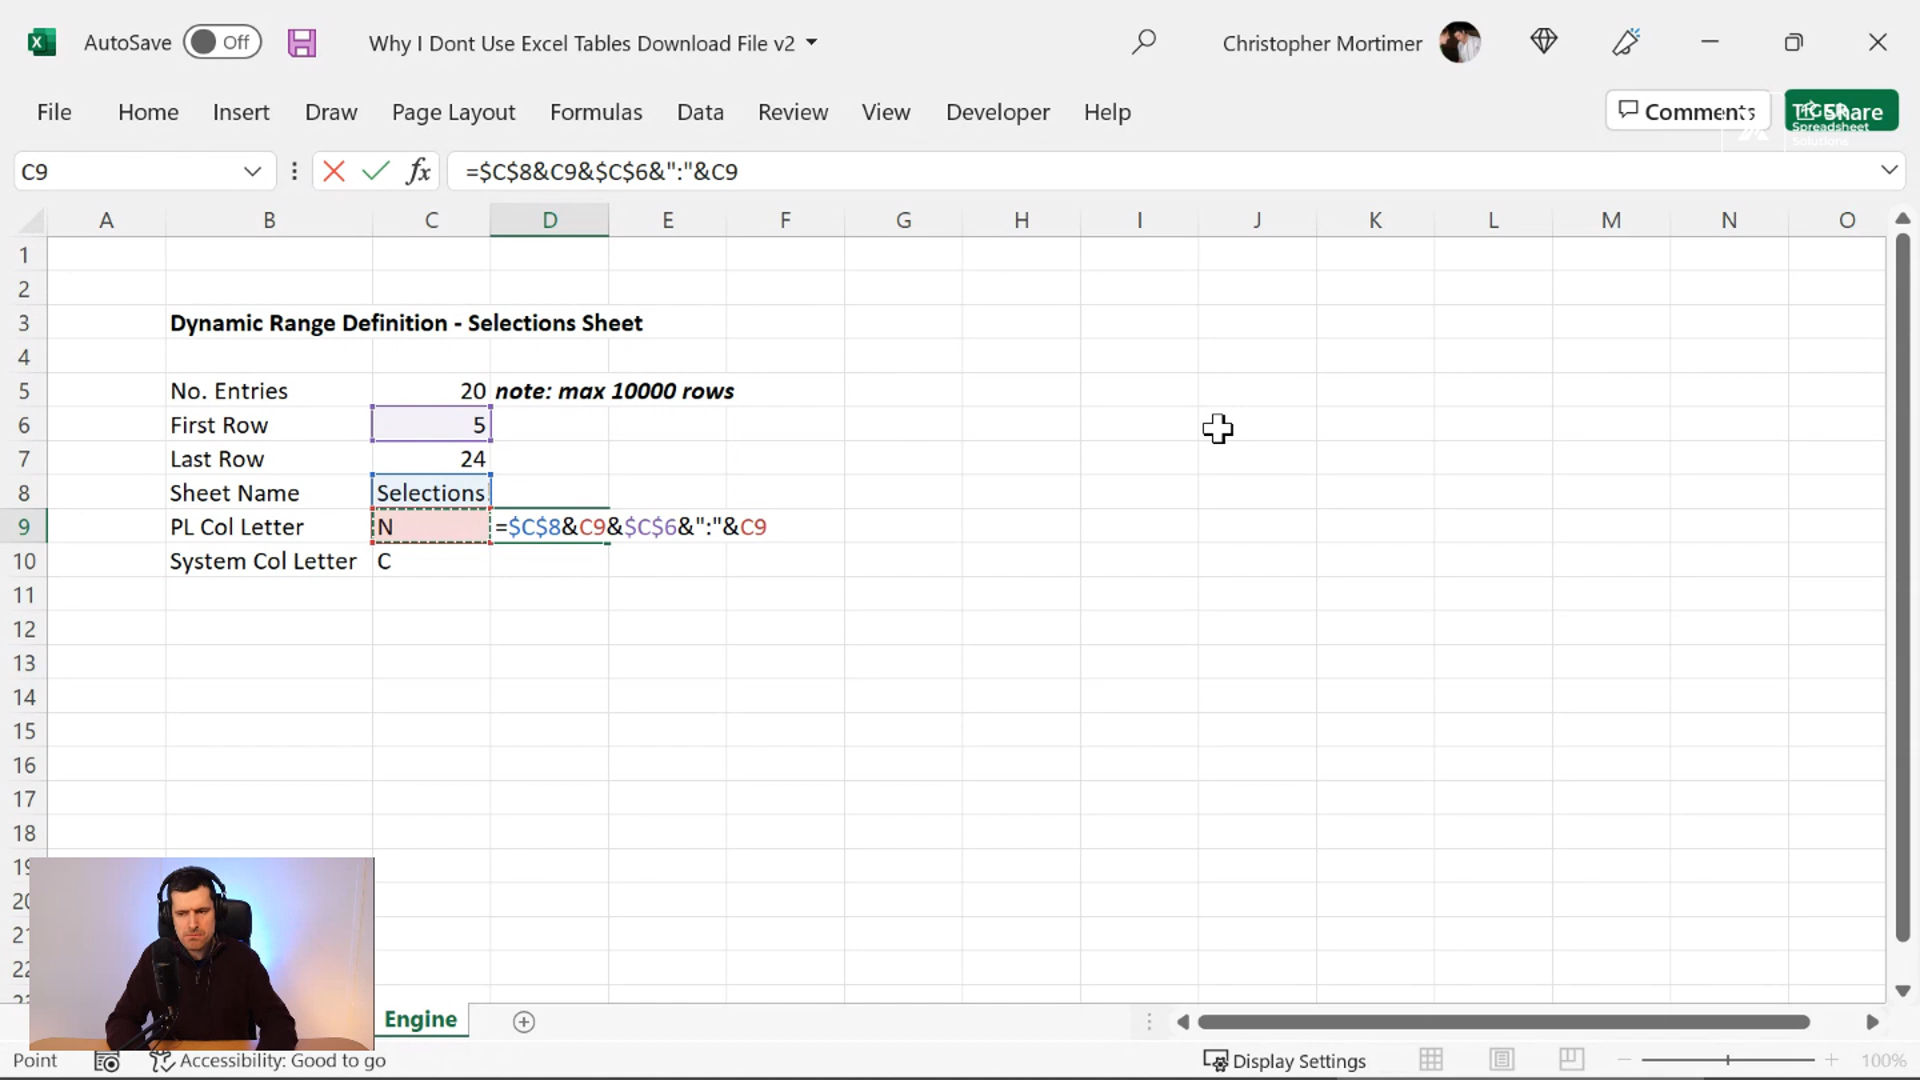 AutoSave Off Why I Dont Use Excel Tables Download File v2 Christopher Mortimer
File Home Insert Draw Page Layout Formulas Data Review View Developer Help Comments Share
TIGER
Spreadsheet
Solutions
C9 fx =$C$8&C9&$C$6&":"&C9
A B C D E F G H I J K L M N O
1
2
3 Dynamic Range Definition - Selections Sheet
4
5 No. Entries 20 note: max 10000 rows
6 First Row 5
7 Last Row 24
8 Sheet Name Selections
9 PL Col Letter N =$C$8&C9&$C$6&":"&C9
10 System Col Letter C
11
12
13
14
15
16
17
18
Engine
Point Accessibility: Good to go Display Settings 100%